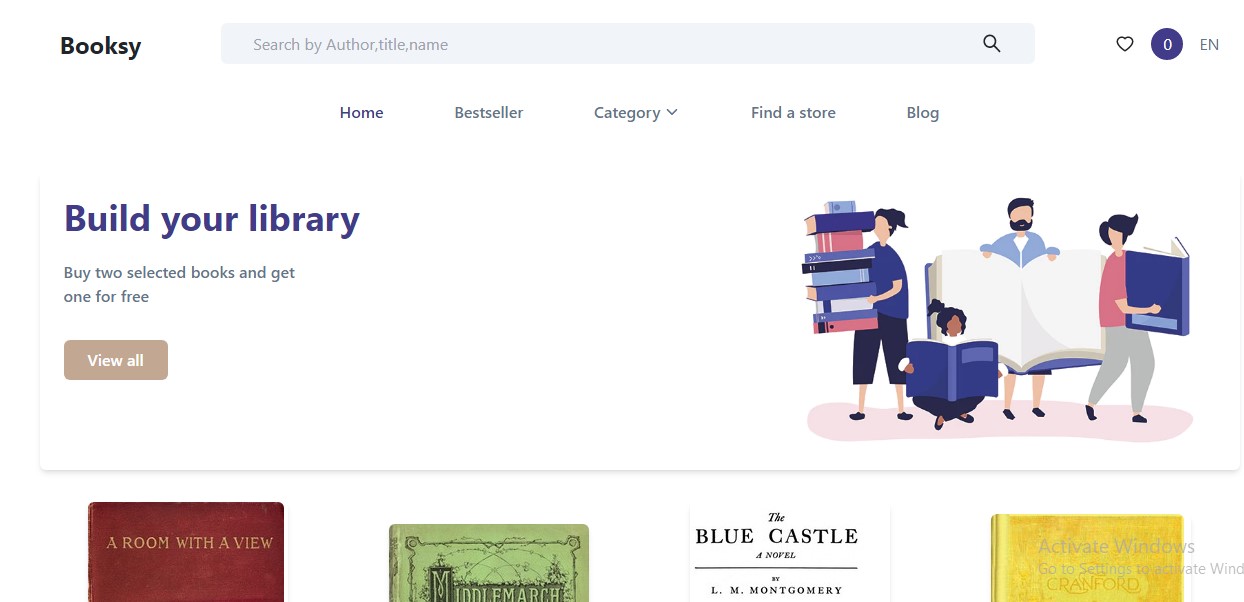 Booksy
Search by Author,title,name
0
EN
Home
Bestseller
Category
Find a store
Blog
Build your library
Buy two selected books and get
one for free
View all
A ROOM WITH A VIEW
MIDDLEMARCH
The
BLUE CASTLE
A NOVEL
BY
L. M. MONTGOMERY
Activate Windows
Go to Settings to activate Wind
CRANFORD